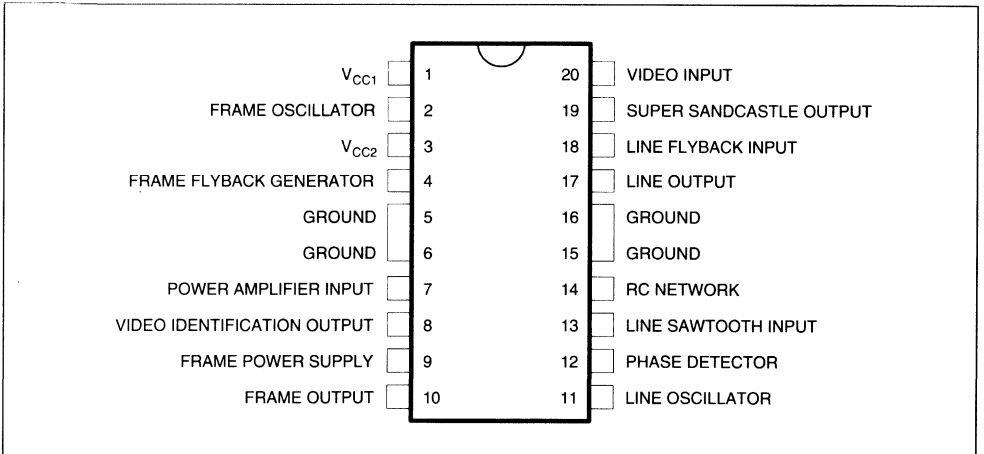 V_CC1 1 20 VIDEO INPUT
FRAME OSCILLATOR 2 19 SUPER SANDCASTLE OUTPUT
V_CC2 3 18 LINE FLYBACK INPUT
FRAME FLYBACK GENERATOR 4 17 LINE OUTPUT
GROUND 5 16 GROUND
GROUND 6 15 GROUND
POWER AMPLIFIER INPUT 7 14 RC NETWORK
VIDEO IDENTIFICATION OUTPUT 8 13 LINE SAWTOOTH INPUT
FRAME POWER SUPPLY 9 12 PHASE DETECTOR
FRAME OUTPUT 10 11 LINE OSCILLATOR